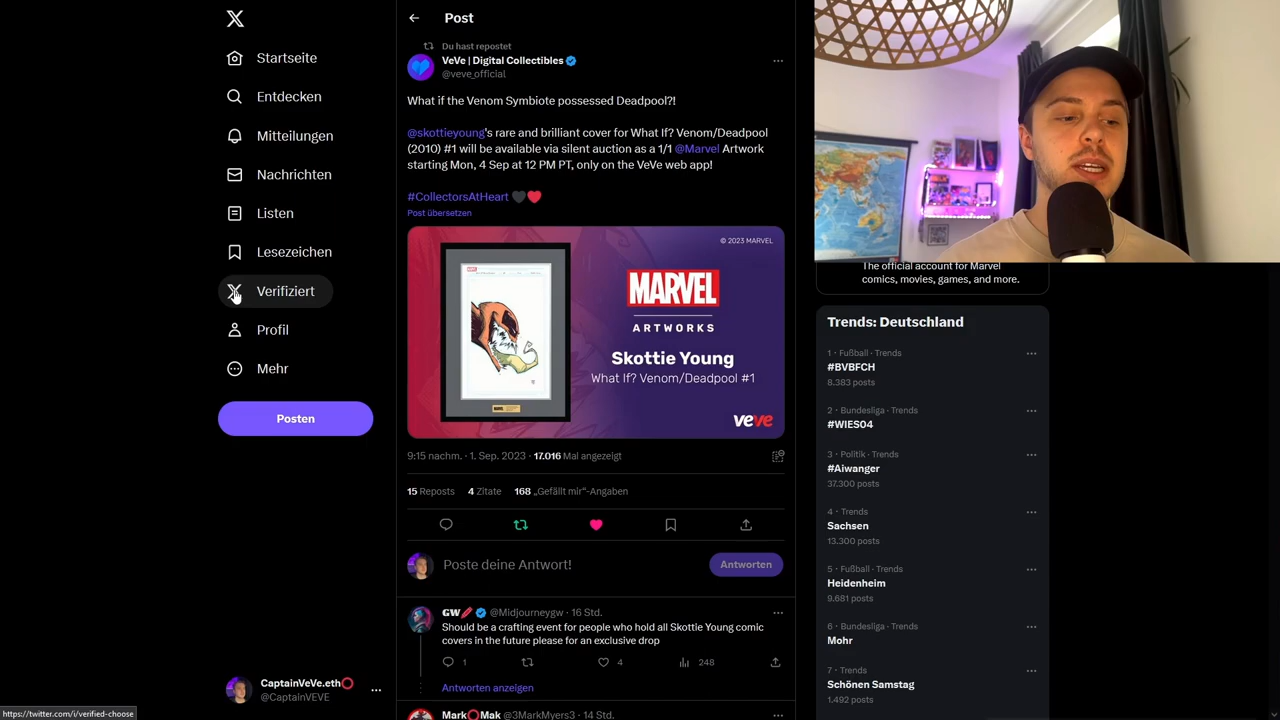 Startseite
Entdecken
Mitteilungen
Nachrichten
Listen
Lesezeichen
Verifiziert
Profil
Mehr
Posten
CaptainVeVe.eth
@CaptainVEVE
https://twitter.com/i/verified-choose
Post
Du hast repostet
VeVe | Digital Collectibles
@veve_official
What if the Venom Symbiote possessed Deadpool?!
@skottieyoung's rare and brilliant cover for What If? Venom/Deadpool
(2010) #1 will be available via silent auction as a 1/1 @Marvel Artwork
starting Mon, 4 Sep at 12 PM PT, only on the VeVe web app!
#CollectorsAtHeart 🖤❤️
Post übersetzen
© 2023 MARVEL
MARVEL
ARTWORKS
Skottie Young
What If? Venom/Deadpool #1
veve
9:15 nachm. · 1. Sep. 2023 · 17.016 Mal angezeigt
15 Reposts 4 Zitate 168 „Gefällt mir“-Angaben
Poste deine Antwort!
Antworten
GW @Midjourneygw · 16 Std.
Should be a crafting event for people who hold all Skottie Young comic
covers in the future please for an exclusive drop
1 4 248
Antworten anzeigen
Mark⭕Mak @3MarkMyers3 · 14 Std.
The official account for Marvel
comics, movies, games, and more.
Trends: Deutschland
1 · Fußball · Trends
#BVBFCH
8.383 posts
2 · Bundesliga · Trends
#WIES04
3 · Politik · Trends
#Aiwanger
37.300 posts
4 · Trends
Sachsen
13.300 posts
5 · Fußball · Trends
Heidenheim
9.681 posts
6 · Bundesliga · Trends
Mohr
7 · Trends
Schönen Samstag
1.492 posts